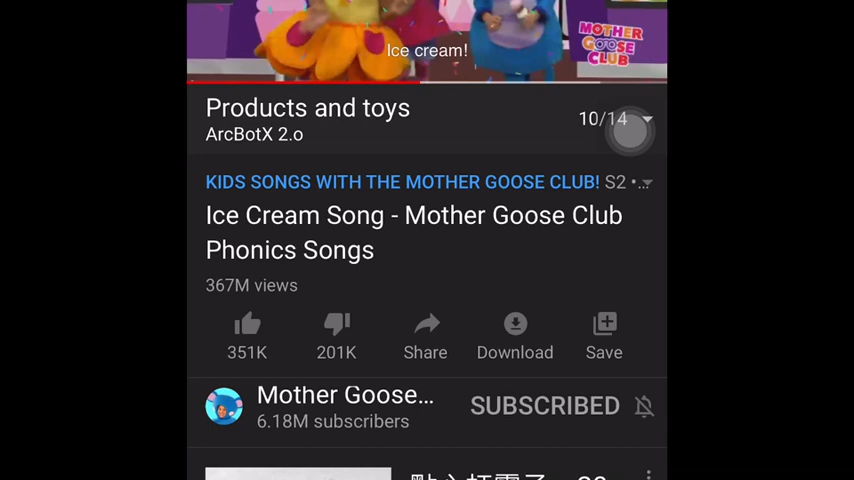 Ice cream!
MOTHER
GOOSE
CLUB
Products and toys
10/14
ArcBotX 2.o
KIDS SONGS WITH THE MOTHER GOOSE CLUB! S2 •...
Ice Cream Song - Mother Goose Club
Phonics Songs
367M views
351K
201K
Share
Download
Save
Mother Goose...
6.18M subscribers
SUBSCRIBED